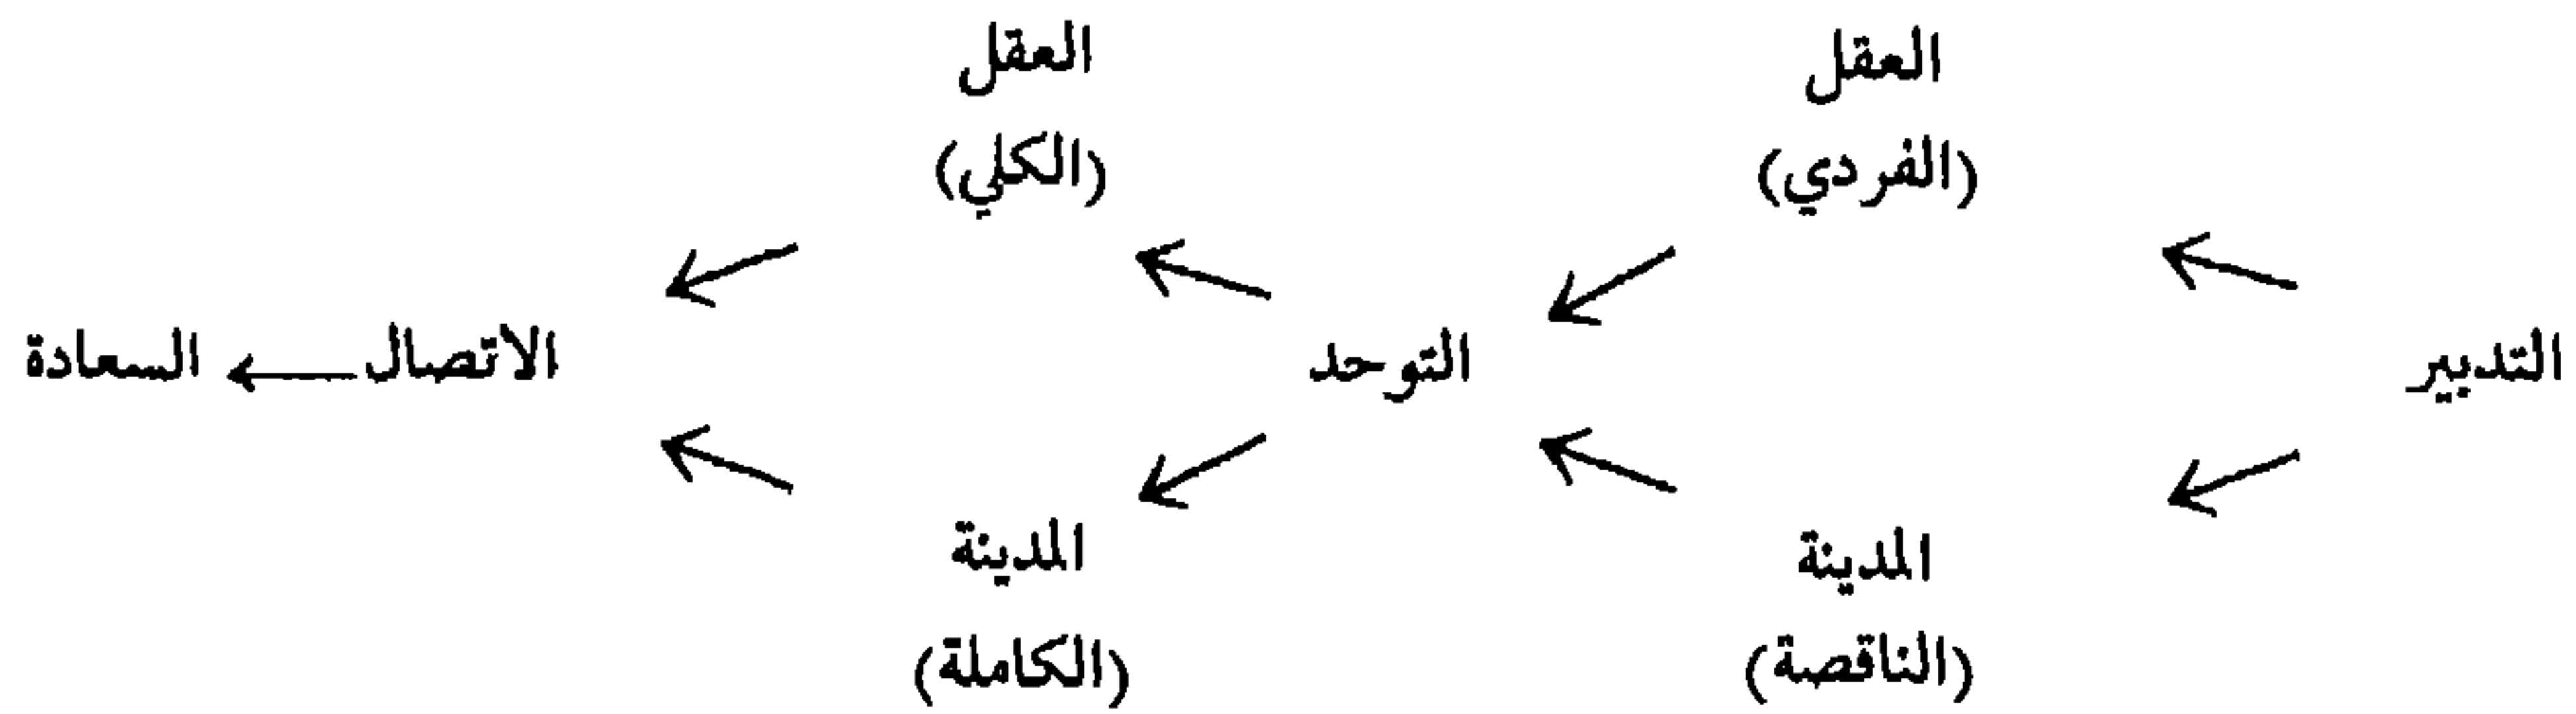 التدبير
العقل
(الفردي)
المدينة
(الناقصة)
التوحد
العقل
(الكلي)
المدينة
(الكاملة)
الاتصال
السعادة